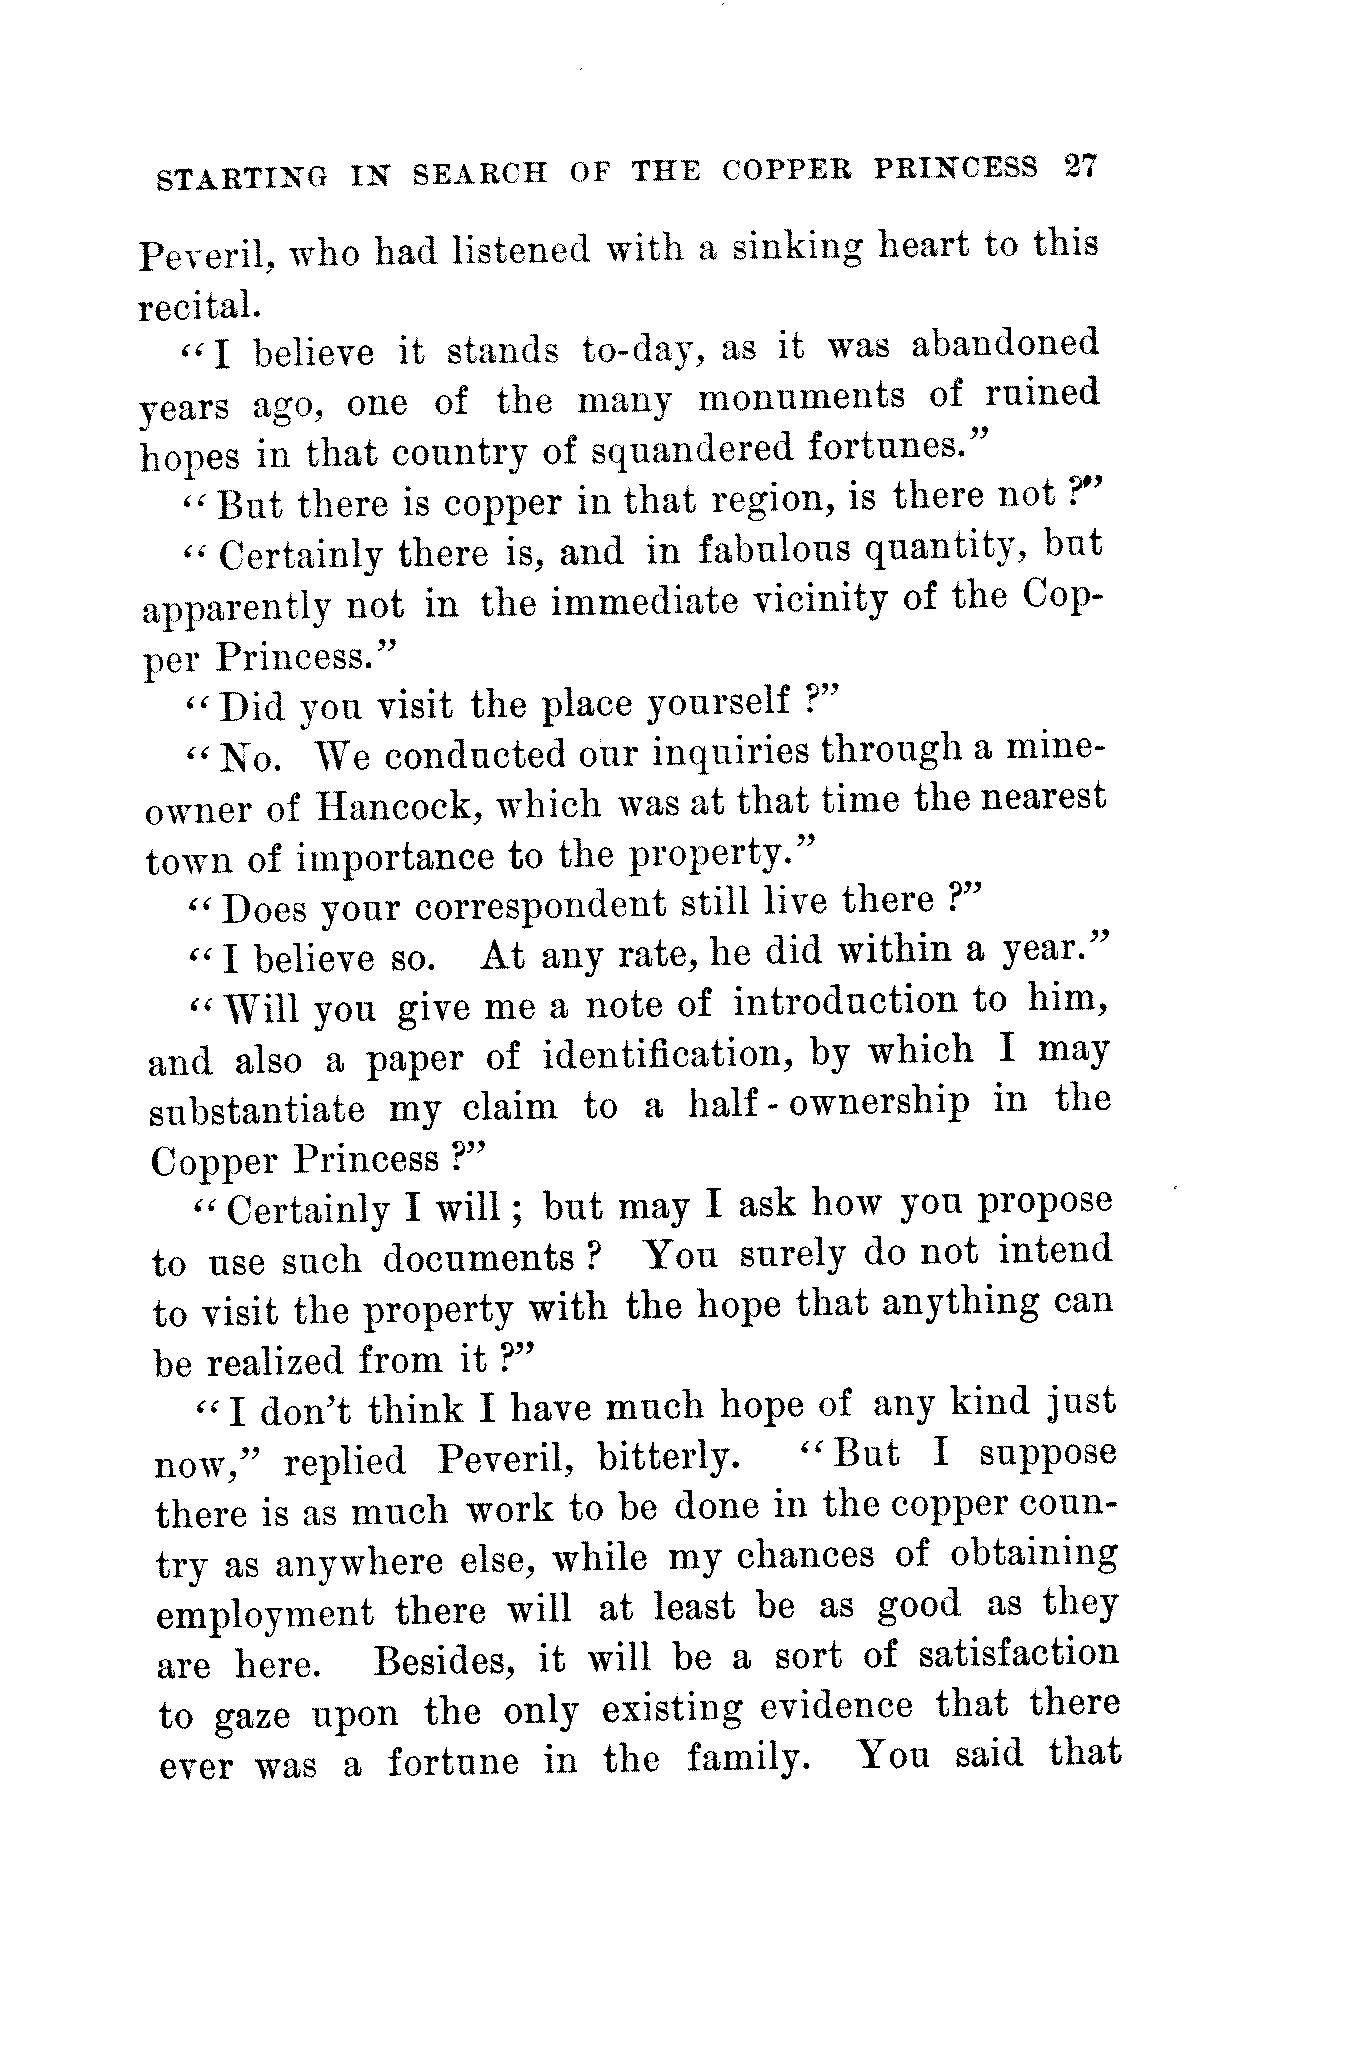 STARTING IN SEARCH OF THE COPPER PRINCESS 27
Peveril, who had listened with a sinking heart to this
recital.
“I believe it stands to-day, as it was abandoned
years ago, one of the many monuments of ruined
hopes in that country of squandered fortunes.”
“But there is copper in that region, is there not?”
“Certainly there is, and in fabulous quantity, but
apparently not in the immediate vicinity of the Cop-
per Princess.”
“Did you visit the place yourself?”
“No. We conducted our inquiries through a mine-
owner of Hancock, which was at that time the nearest
town of importance to the property.”
“Does your correspondent still live there?”
“I believe so. At any rate, he did within a year.”
“Will you give me a note of introduction to him,
and also a paper of identification, by which I may
substantiate my claim to a half-ownership in the
Copper Princess?”
“Certainly I will; but may I ask how you propose
to use such documents? You surely do not intend
to visit the property with the hope that anything can
be realized from it?”
“I don't think I have much hope of any kind just
now,” replied Peveril, bitterly. “But I suppose
there is as much work to be done in the copper coun-
try as anywhere else, while my chances of obtaining
employment there will at least be as good as they
are here. Besides, it will be a sort of satisfaction
to gaze upon the only existing evidence that there
ever was a fortune in the family. You said that